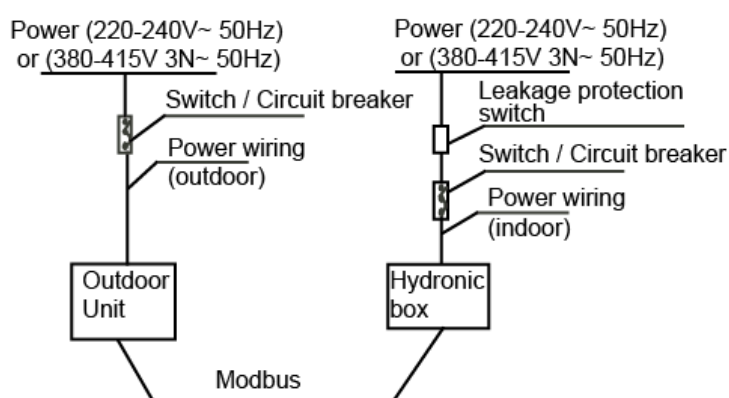 Power (220-240V~ 50Hz)
or (380-415V 3N~ 50Hz)
Switch / Circuit breaker
Power wiring
(outdoor)
Outdoor
Unit
Power (220-240V~ 50Hz)
or (380-415V 3N~ 50Hz)
Leakage protection
switch
Switch / Circuit breaker
Power wiring
(indoor)
Hydronic
box
Modbus